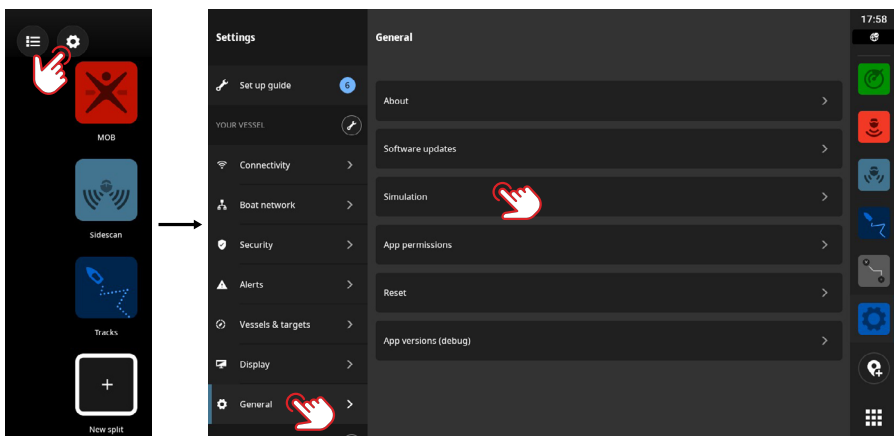 MOB
Sidescan
Tracks
+
New split
Settings
Set up guide
6
YOUR VESSEL
Connectivity
Boat network
Security
Alerts
Vessels & targets
Display
General
General
About
Software updates
Simulation
App permissions
Reset
App versions (debug)
17:58